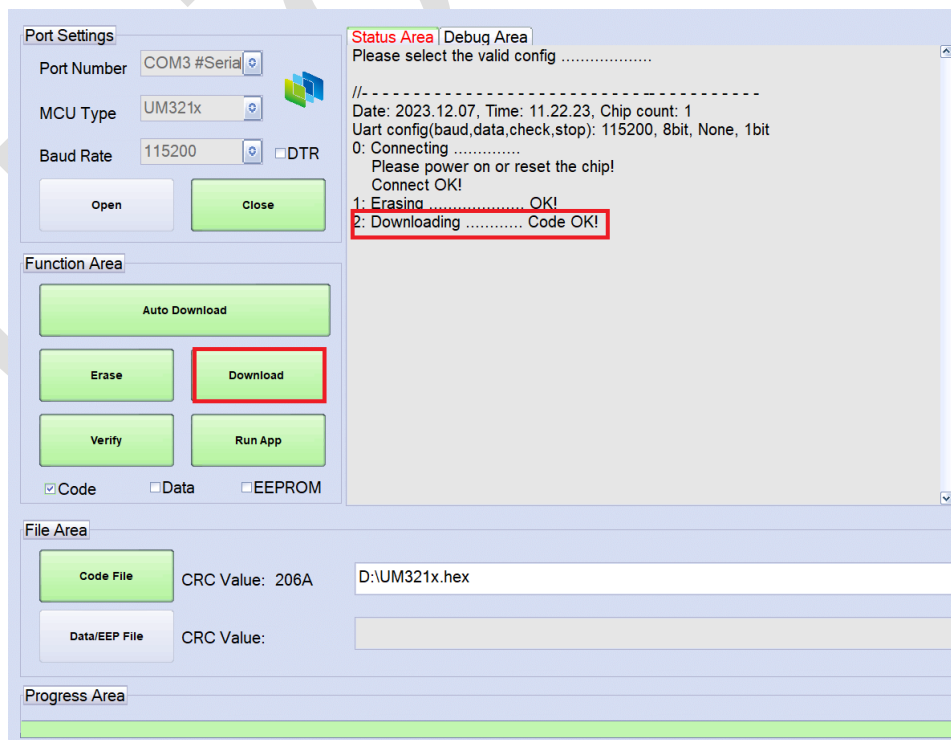 Port Settings
Port Number COM3 #Serial
MCU Type UM321x
Baud Rate 115200 DTR
Open Close
Function Area
Auto Download
Erase Download
Verify Run App
Code Data EEPROM
Status Area Debug Area
Please select the valid config ...................
//- - - - - - - - - - - - - - - - - - - - - - - - - - -- - - - - - - - - - -
Date: 2023.12.07, Time: 11.22.23, Chip count: 1
Uart config(baud,data,check,stop): 115200, 8bit, None, 1bit
0: Connecting ..............
Please power on or reset the chip!
Connect OK!
1: Erasing .................... OK!
2: Downloading ............ Code OK!
File Area
Code File CRC Value: 206A D:\UM321x.hex
Data/EEP File CRC Value:
Progress Area